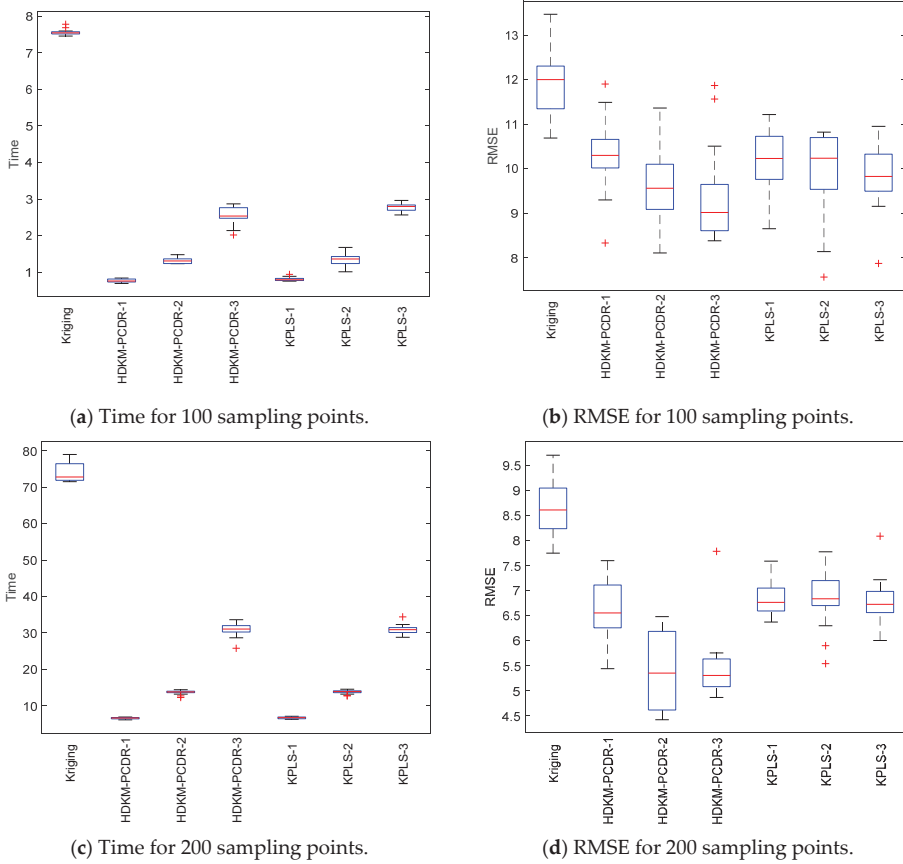 8
7
6
5
4
3
2
1
Time
Kriging
HDKM-PCDR-1
HDKM-PCDR-2
HDKM-PCDR-3
KPLS-1
KPLS-2
KPLS-3
(a) Time for 100 sampling points.
13
12
11
10
9
8
RMSE
Kriging
HDKM-PCDR-1
HDKM-PCDR-2
HDKM-PCDR-3
KPLS-1
KPLS-2
KPLS-3
(b) RMSE for 100 sampling points.
80
70
60
50
40
30
20
10
Time
Kriging
HDKM-PCDR-1
HDKM-PCDR-2
HDKM-PCDR-3
KPLS-1
KPLS-2
KPLS-3
(c) Time for 200 sampling points.
9.5
9
8.5
8
7.5
7
6.5
6
5.5
5
4.5
RMSE
Kriging
HDKM-PCDR-1
HDKM-PCDR-2
HDKM-PCDR-3
KPLS-1
KPLS-2
KPLS-3
(d) RMSE for 200 sampling points.